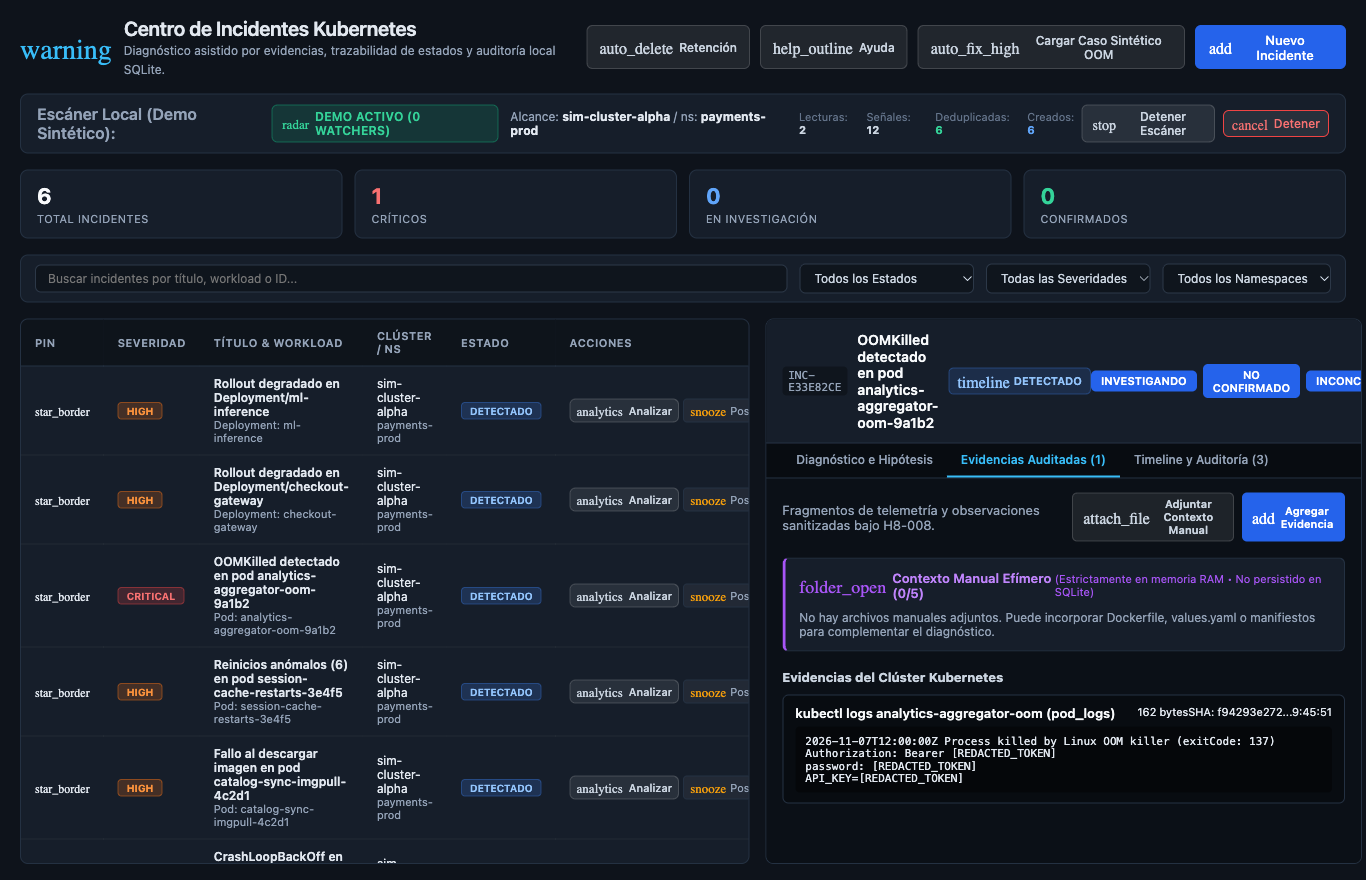 warning
Centro de Incidentes Kubernetes
Diagnóstico asistido por evidencias, trazabilidad de estados y auditoría local
SQLite.
auto_delete Retención
help_outline Ayuda
auto_fix_high Cargar Caso Sintético
OOM
add Nuevo
Incidente
Escáner Local (Demo
Sintético):
radar DEMO ACTIVO (0
WATCHERS)
Alcance: sim-cluster-alpha / ns: payments-
prod
Lecturas:
2
Señales:
12
Deduplicadas:
6
Creados:
6
stop Detener
Escáner
cancel Detener
6
TOTAL INCIDENTES
1
CRÍTICOS
0
EN INVESTIGACIÓN
0
CONFIRMADOS
Buscar incidentes por título, workload o ID...
Todos los Estados
Todas las Severidades
Todos los Namespaces
PIN
SEVERIDAD
TÍTULO & WORKLOAD
CLÚSTER
/ NS
ESTADO
ACCIONES
star_border
HIGH
Rollout degradado en
Deployment/ml-
inference
Deployment: ml-
inference
sim-
cluster-
alpha
payments-
prod
DETECTADO
analytics Analizar
snooze Pos
star_border
HIGH
Rollout degradado en
Deployment/checkout-
gateway
Deployment: checkout-
gateway
sim-
cluster-
alpha
payments-
prod
DETECTADO
analytics Analizar
snooze Pos
star_border
CRITICAL
OOMKilled detectado
en pod analytics-
aggregator-oom-
9a1b2
Pod: analytics-
aggregator-oom-9a1b2
sim-
cluster-
alpha
payments-
prod
DETECTADO
analytics Analizar
snooze Pos
star_border
HIGH
Reinicios anómalos (6)
en pod session-
cache-restarts-3e4f5
Pod: session-cache-
restarts-3e4f5
sim-
cluster-
alpha
payments-
prod
DETECTADO
analytics Analizar
snooze Pos
star_border
HIGH
Fallo al descargar
imagen en pod
catalog-sync-imgpull-
4c2d1
Pod: catalog-sync-
imgpull-4c2d1
sim-
cluster-
alpha
payments-
prod
DETECTADO
analytics Analizar
snooze Pos
CrashLoopBackOff en
sim-
INC-
E33E82CE
OOMKilled
detectado
en pod
analytics-
aggregator-
oom-9a1b2
timeline DETECTADO
INVESTIGANDO
NO
CONFIRMADO
INCONC
Diagnóstico e Hipótesis
Evidencias Auditadas (1)
Timeline y Auditoría (3)
Fragmentos de telemetría y observaciones
sanitizadas bajo H8-008.
attach_file Adjuntar
Contexto
Manual
add Agregar
Evidencia
folder_open Contexto Manual Efímero
(0/5)
(Estrictamente en memoria RAM • No persistido en
SQLite)
No hay archivos manuales adjuntos. Puede incorporar Dockerfile, values.yaml o manifiestos
para complementar el diagnóstico.
Evidencias del Clúster Kubernetes
kubectl logs analytics-aggregator-oom (pod_logs)
162 bytesSHA: f94293e272...9:45:51
2026-11-07T12:00:00Z Process killed by Linux OOM killer (exitCode: 137)
Authorization: Bearer [REDACTED_TOKEN]
password: [REDACTED_TOKEN]
API_KEY=[REDACTED_TOKEN]